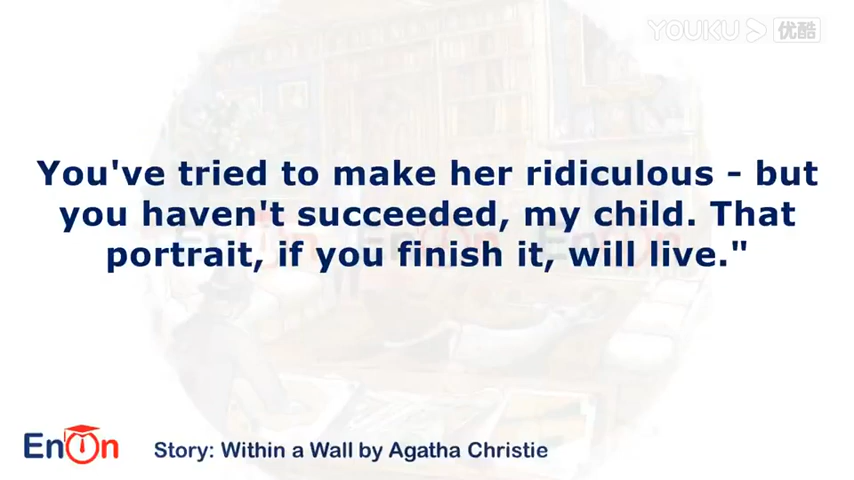 YOUKU 优酷
You've tried to make her ridiculous - but
you haven't succeeded, my child. That
portrait, if you finish it, will live."
EnOn
Story: Within a Wall by Agatha Christie